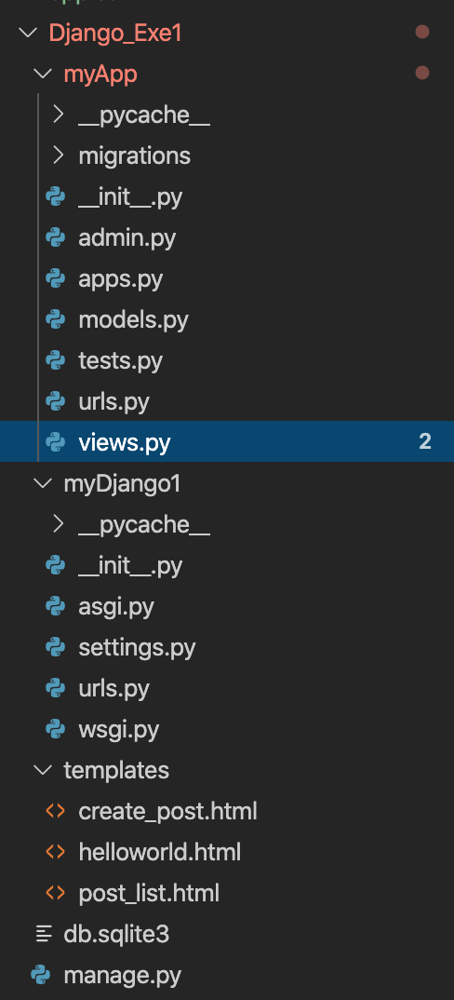 Django_Exe1
myApp
__pycache__
migrations
__init__.py
admin.py
apps.py
models.py
tests.py
urls.py
views.py 2
myDjango1
__pycache__
__init__.py
asgi.py
settings.py
urls.py
wsgi.py
templates
create_post.html
helloworld.html
post_list.html
db.sqlite3
manage.py